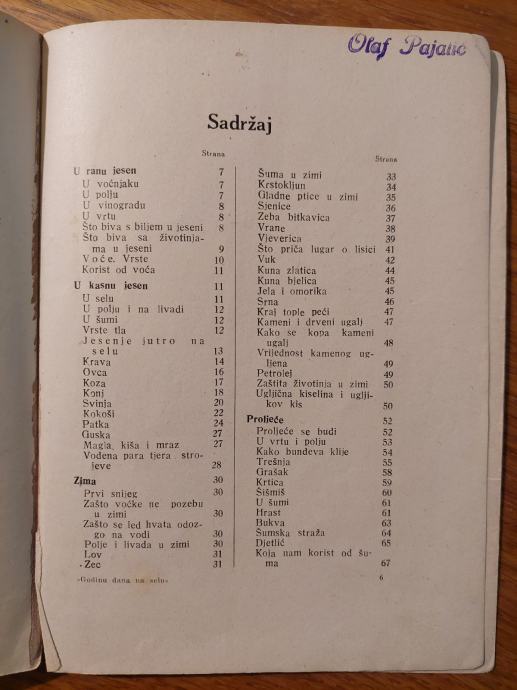 Olaf Pajalić
Sadržaj
Strana
U ranu jesen 7
U voćnjaku 7
U polju 7
U vinogradu 8
U vrtu 8
Što biva s biljem u jeseni 8
Što biva sa životinja-
ma u jeseni 9
Voće. Vrste 10
Korist od voća 11
U kasnu jesen 11
U selu 11
U polju i na livadi 12
U šumi 12
Vrste tla 12
Jesenje jutro na
selu 13
Krava 14
Ovca 16
Koza 17
Konj 18
Svinja 20
Kokoši 22
Patka 24
Guska 27
Magla, kiša i mraz 27
Vodena para tjera stro-
jeve 28
Zima 30
Prvi snijeg 30
Zašto voćke ne pozebu
u zimi 30
Zašto se led hvata odoz-
go na vodi 30
Polje i livada u zimi 30
Lov 31
Zec 31
Strana
Šuma u zimi 33
Krstokljun 34
Gladne ptice u zimi 35
Sjenice 36
Zeba bitkavica 37
Vrane 38
Vjeverica 39
Što priča lugar o lisici 41
Vuk 42
Kuna zlatica 44
Kuna bjelica 45
Jela i omorika 45
Srna 46
Kraj tople peći 47
Kameni i drveni ugalj 47
Kako se kopa kameni
ugalj 48
Vrijednost kamenog ug-
ljena 49
Petrolej 49
Zaštita životinja u zimi 50
Ugljična kiselina i uglji-
kov kis 50
Proljeće 52
Proljeće se budi 52
U vrtu i polju 53
Kako bundeva klije 54
Trešnja 55
Grašak 58
Krtica 59
Šišmiš 60
U šumi 61
Hrast 61
Bukva 63
Šumska straža 64
Djetlić 65
Koja nam korist od šu-
ma 67
»Godinu dana na selu«
6